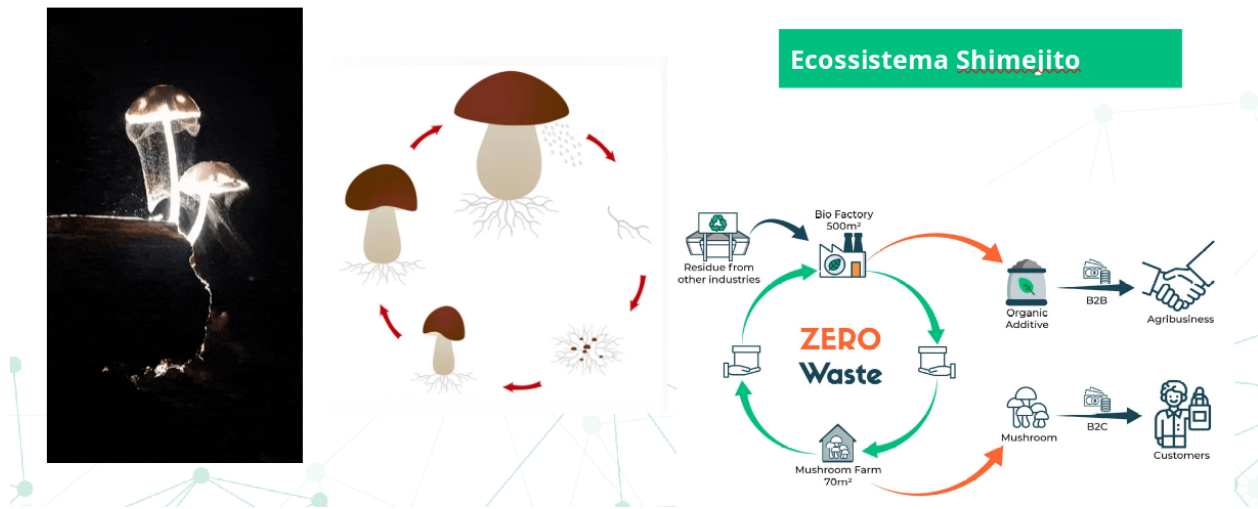 Ecossistema Shimejito
Bio Factory
500m²
Residue from
other industries
Organic
Additive
B2B
Agribusiness
ZERO
Waste
Mushroom
B2C
Customers
Mushroom Farm
70m²